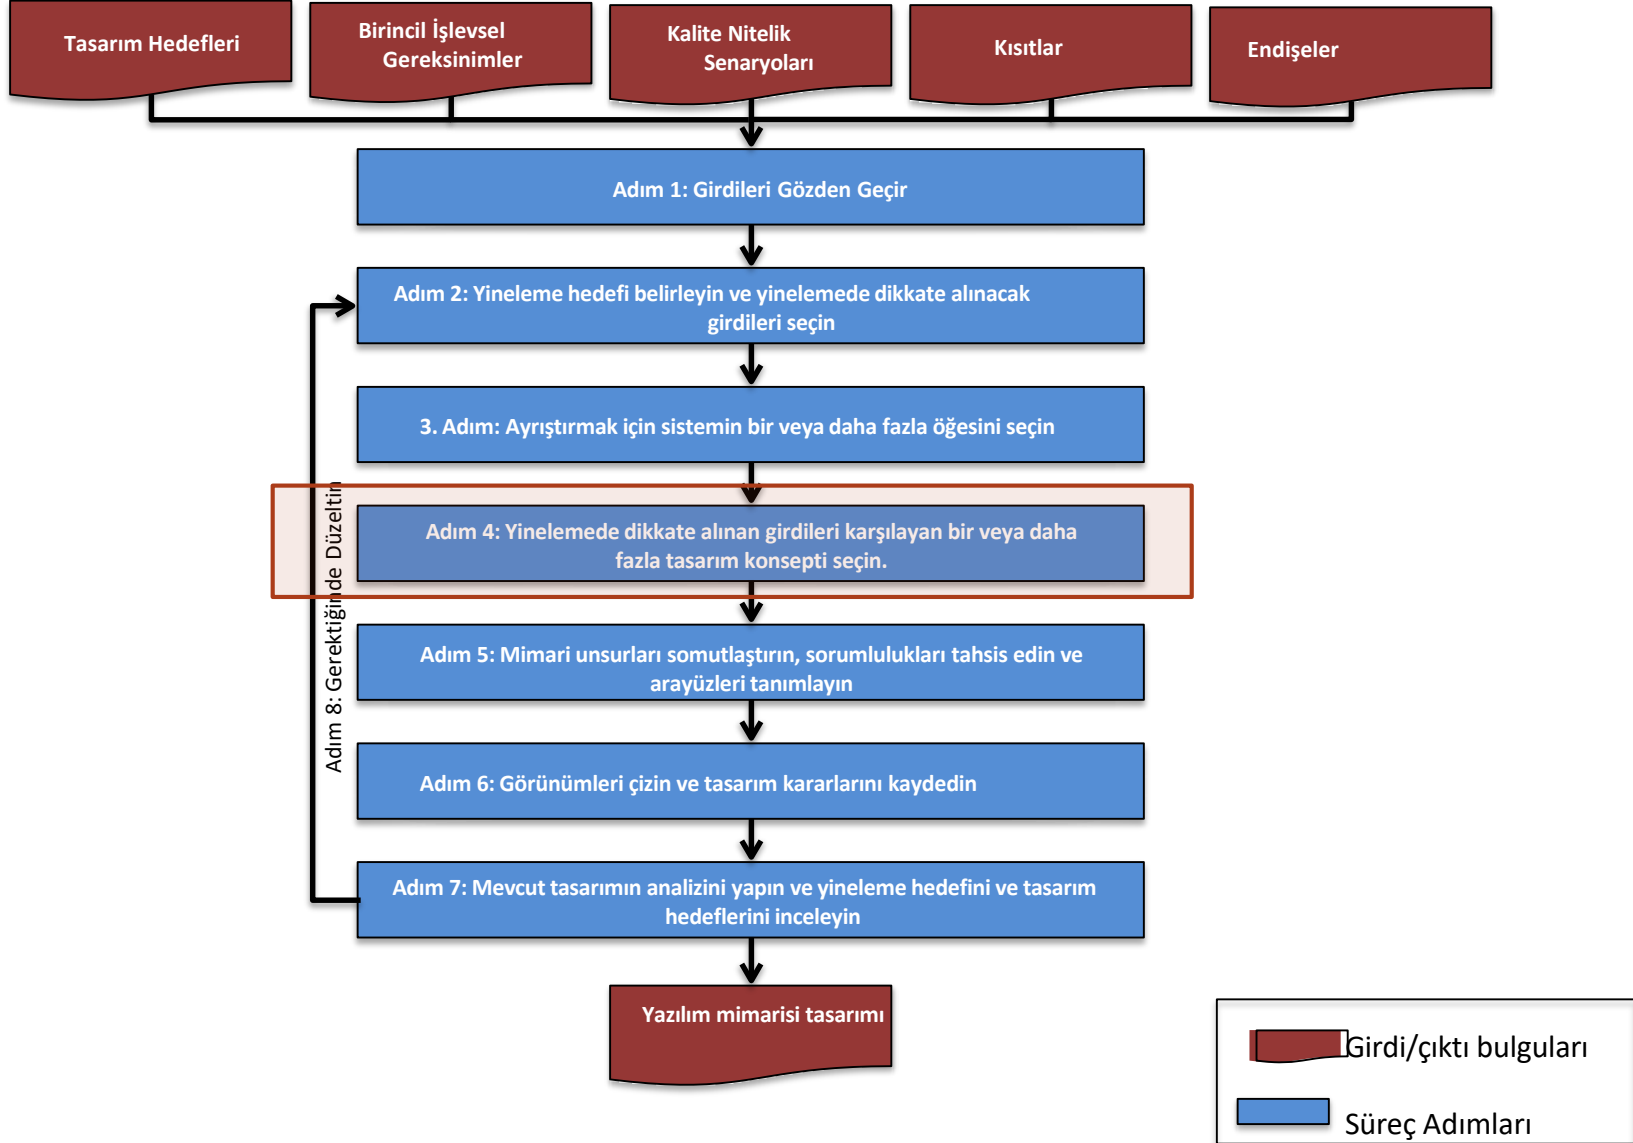 Tasarım Hedefleri
Birincil İşlevsel
Gereksinimler
Kalite Nitelik
Senaryoları
Kısıtlar
Endişeler
Adım 1: Girdileri Gözden Geçir
Adım 2: Yineleme hedefi belirleyin ve yinelemede dikkate alınacak
girdileri seçin
3. Adım: Ayrıştırmak için sistemin bir veya daha fazla öğesini seçin
Adım 4: Yinelemede dikkate alınan girdileri karşılayan bir veya daha
fazla tasarım konsepti seçin.
Adım 5: Mimari unsurları somutlaştırın, sorumlulukları tahsis edin ve
arayüzleri tanımlayın
Adım 6: Görünümleri çizin ve tasarım kararlarını kaydedin
Adım 7: Mevcut tasarımın analizini yapın ve yineleme hedefini ve tasarım
hedeflerini inceleyin
Adım 8: Gerektiğinde Düzeltin
Yazılım mimarisi tasarımı
Girdi/çıktı bulguları
Süreç Adımları